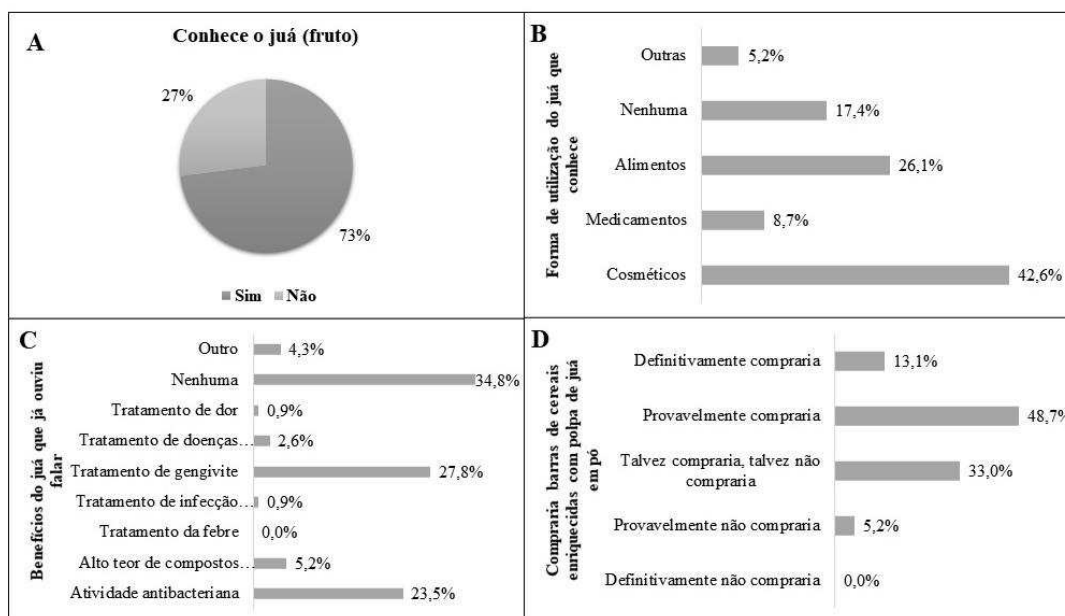 A
Conhece o juá (fruto)
27%
73%
Sim Não
B
Forma de utilização do juá que
conhece
Outras
5,2%
Nenhuma
17,4%
Alimentos
26,1%
Medicamentos
8,7%
Cosméticos
42,6%
C
Benefícios do juá que já ouviu
falar
Outro
4,3%
Nenhuma
34,8%
Tratamento de dor
0,9%
Tratamento de doenças…
2,6%
Tratamento de gengivite
27,8%
Tratamento de infecção…
0,9%
Tratamento da febre
0,0%
Alto teor de compostos…
5,2%
Atividade antibacteriana
23,5%
D
Compraria barras de cereais
enriquecidas com polpa de juá
em pó
Definitivamente compraria
13,1%
Provavelmente compraria
48,7%
Talvez compraria, talvez não
compraria
33,0%
Provavelmente não compraria
5,2%
Definitivamente não compraria
0,0%